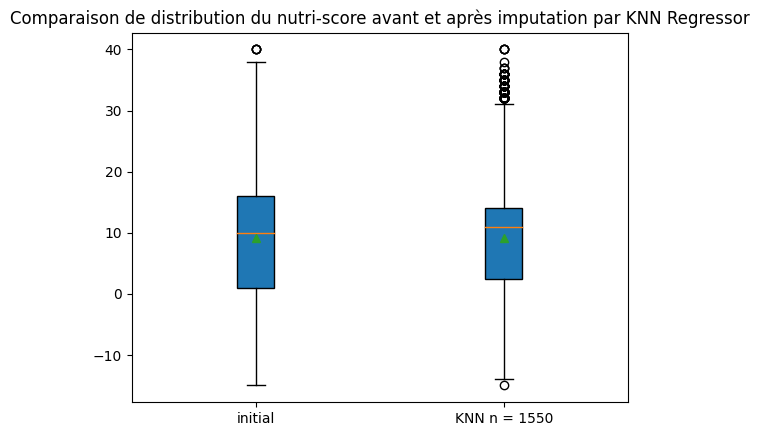 Comparaison de distribution du nutri-score avant et après imputation par KNN Regressor
40
30
20
10
0
−10
initial
KNN n = 1550